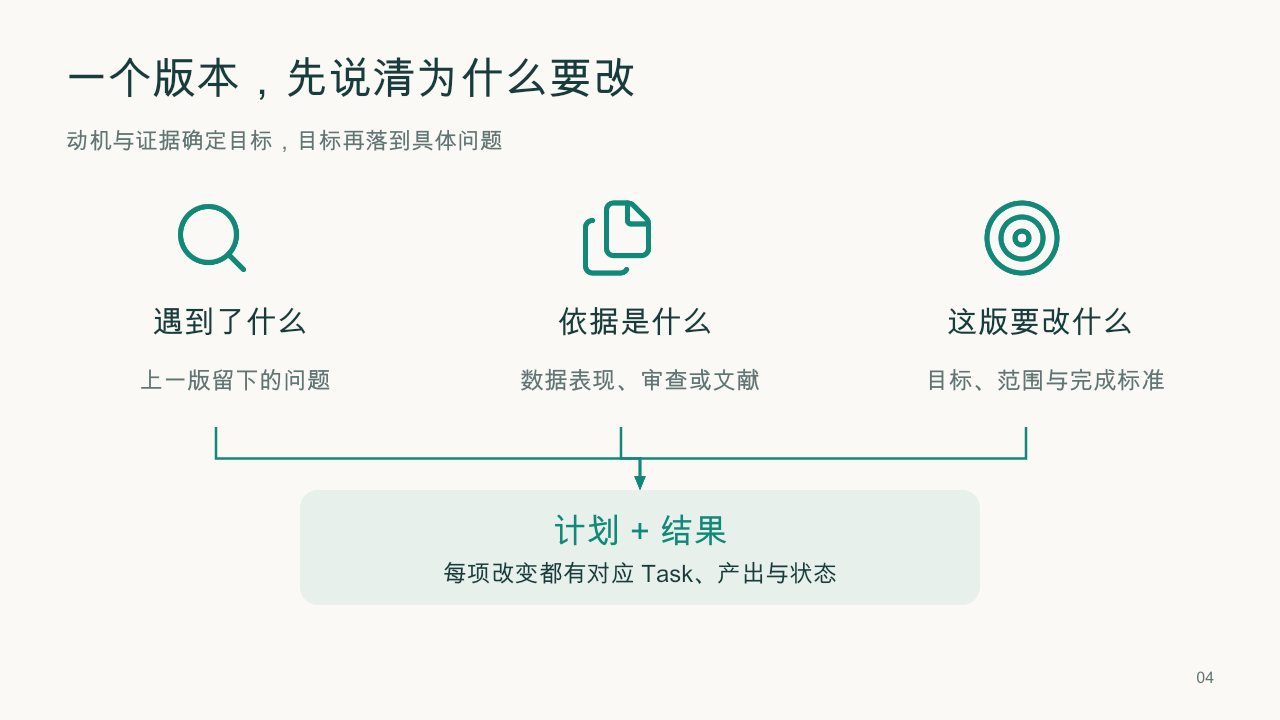 一个版本，先说清为什么要改
动机与证据确定目标，目标再落到具体问题
遇到了什么
依据是什么
这版要改什么
上一版留下的问题
数据表现、审查或文献
目标、范围与完成标准
计划 + 结果
每项改变都有对应 Task、产出与状态
04